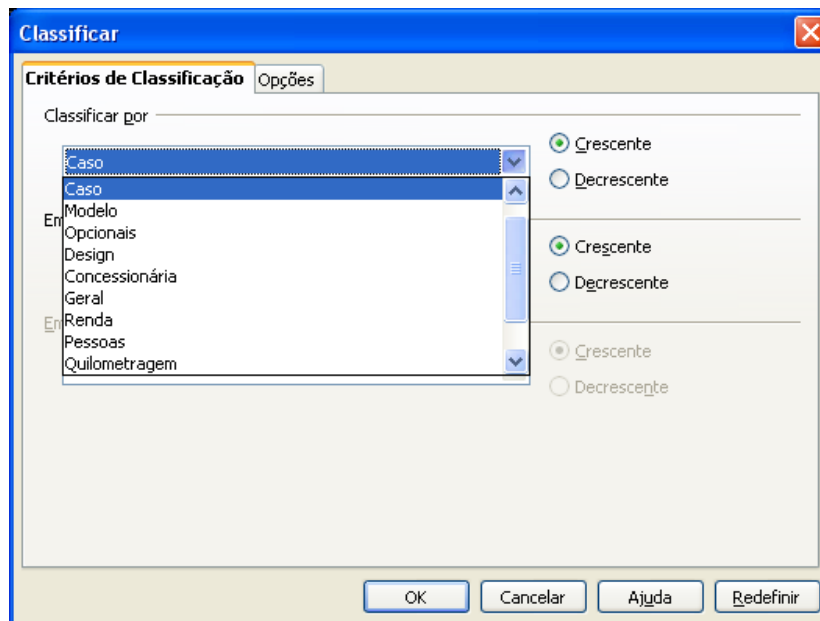 Classificar
Critérios de Classificação Opções
Classificar por
Caso
Crescente
Decrescente
Caso
Modelo
Opcionais
Design
Concessionária
Geral
Renda
Pessoas
Quilometragem
Crescente
Decrescente
Crescente
Decrescente
OK Cancelar Ajuda Redefinir